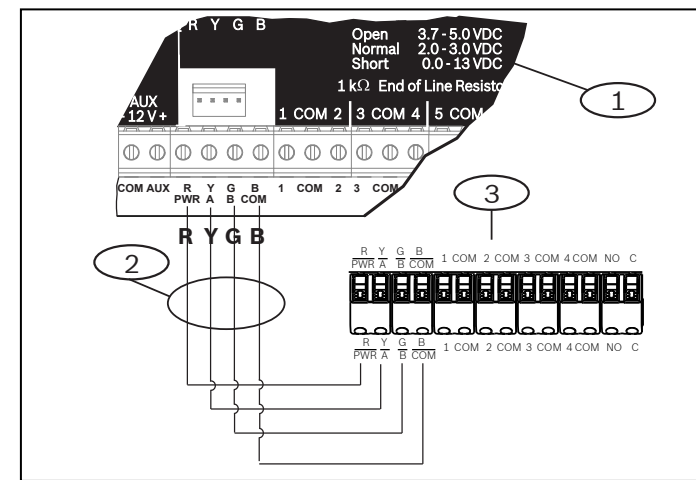 R Y G B
Open 3.7 - 5.0 VDC
Normal 2.0 - 3.0 VDC
Short 0.0 - 13 VDC
1 kΩ End of Line Resisto
AUX
- 12 V +
1 COM 2 3 COM 4 5 COM
COM AUX R Y G B 1 COM 2 3 COM
PWR A B COM
R Y G B
1
2
3
R Y G B 1 COM 2 COM 3 COM 4 COM NO C
PWR A B COM
R Y G B 1 COM 2 COM 3 COM 4 COM NO C
PWR A B COM